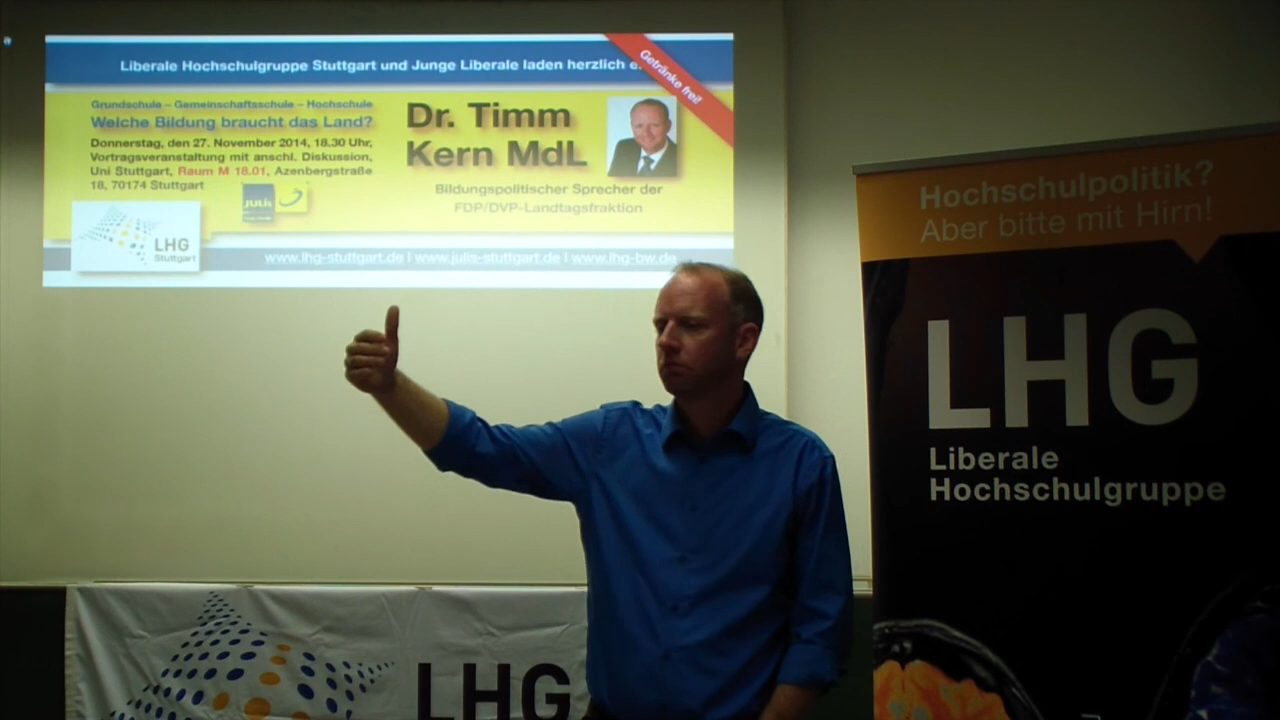 Liberale Hochschulgruppe Stuttgart und Junge Liberale laden herzlich e
Getränke frei!
Grundschule – Gemeinschaftsschule – Hochschule
Welche Bildung braucht das Land?
Donnerstag, den 27. November 2014, 18.30 Uhr,
Vortragsveranstaltung mit anschl. Diskussion,
Uni Stuttgart, Raum M 18.01, Azenbergstraße
18, 70174 Stuttgart
Dr. Timm
Kern MdL
Bildungspolitischer Sprecher der
FDP/DVP-Landtagsfraktion
JULIS
LHG
Stuttgart
www.lhg-stuttgart.de | www.julis-stuttgart.de | www.lhg-bw.de
Hochschulpolitik?
Aber bitte mit Hirn!
LHG
Liberale
Hochschulgruppe
LHG